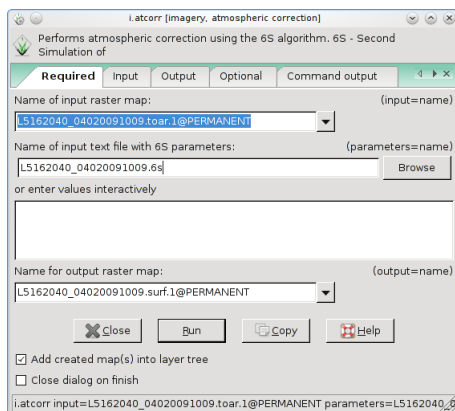 i.atcorr [imagery, atmospheric correction]
Performs atmospheric correction using the 6S algorithm. 6S - Second
Simulation of
Required Input Output Optional Command output
Name of input raster map: (input=name)
L5162040_04020091009.toar.1@PERMANENT
Name of input text file with 6S parameters: (parameters=name)
L5162040_04020091009.6s Browse
or enter values interactively
Name for output raster map: (output=name)
L5162040_04020091009.surf.1@PERMANENT
Close Run Copy Help
Add created map(s) into layer tree
Close dialog on finish
i.atcorr input=L5162040_04020091009.toar.1@PERMANENT parameters=L5162040_0